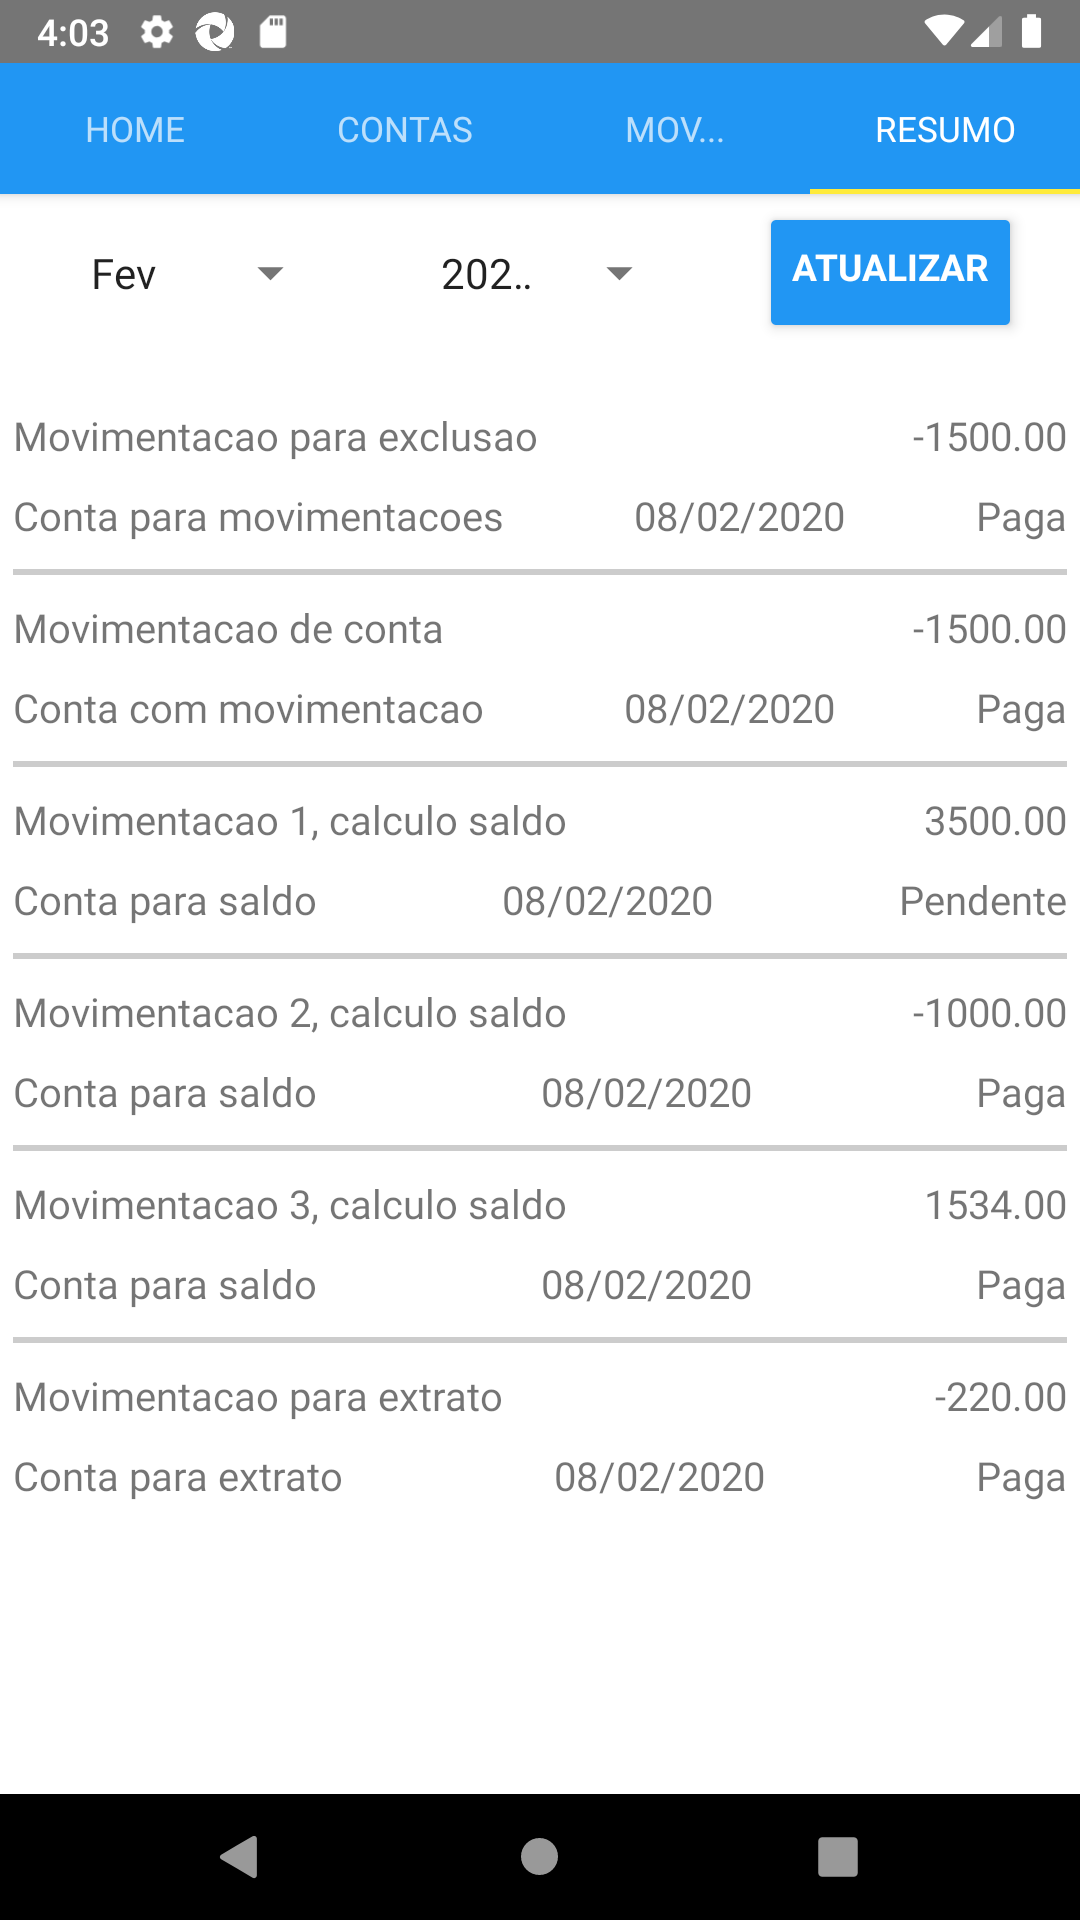 4:03
HOME CONTAS MOV... RESUMO
Fev 202.. ATUALIZAR
Movimentacao para exclusao -1500.00
Conta para movimentacoes 08/02/2020 Paga
Movimentacao de conta -1500.00
Conta com movimentacao 08/02/2020 Paga
Movimentacao 1, calculo saldo 3500.00
Conta para saldo 08/02/2020 Pendente
Movimentacao 2, calculo saldo -1000.00
Conta para saldo 08/02/2020 Paga
Movimentacao 3, calculo saldo 1534.00
Conta para saldo 08/02/2020 Paga
Movimentacao para extrato -220.00
Conta para extrato 08/02/2020 Paga